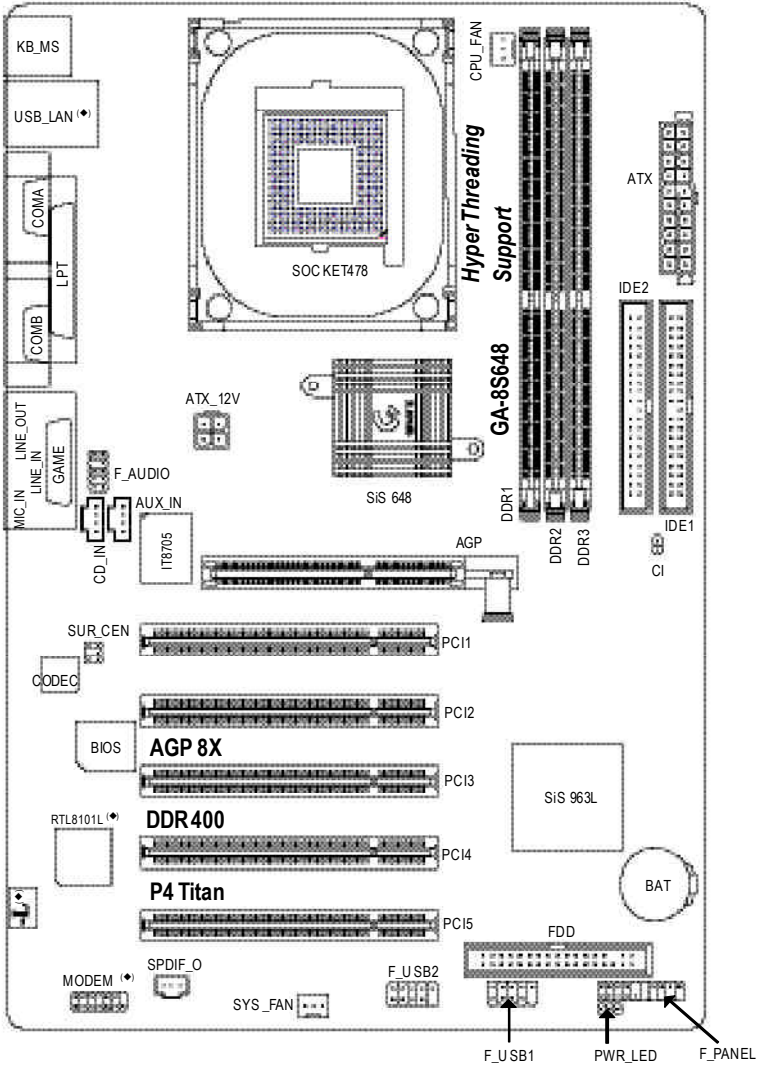 KB_MS
CPU_FAN
USB_LAN (◆)
ATX
COMA
LPT
Hyper Threading
Support
SOCKET478
IDE2
COMB
GA-8S648
ATX_12V
LINE_OUT
GAME
LINE_IN
MIC_IN
F_AUDIO
AUX_IN
SiS 648
DDR1
DDR2
DDR3
IDE1
CD_IN
IT8705
AGP
CI
SUR_CEN
PCI1
CODEC
PCI2
BIOS
AGP 8X
PCI3
SiS 963L
RTL8101L (◆)
DDR400
PCI4
BAT
P4 Titan
(◆)
PCI5
FDD
MODEM (◆)
SPDIF_O
F_USB2
SYS_FAN
F_USB1
PWR_LED
F_PANEL